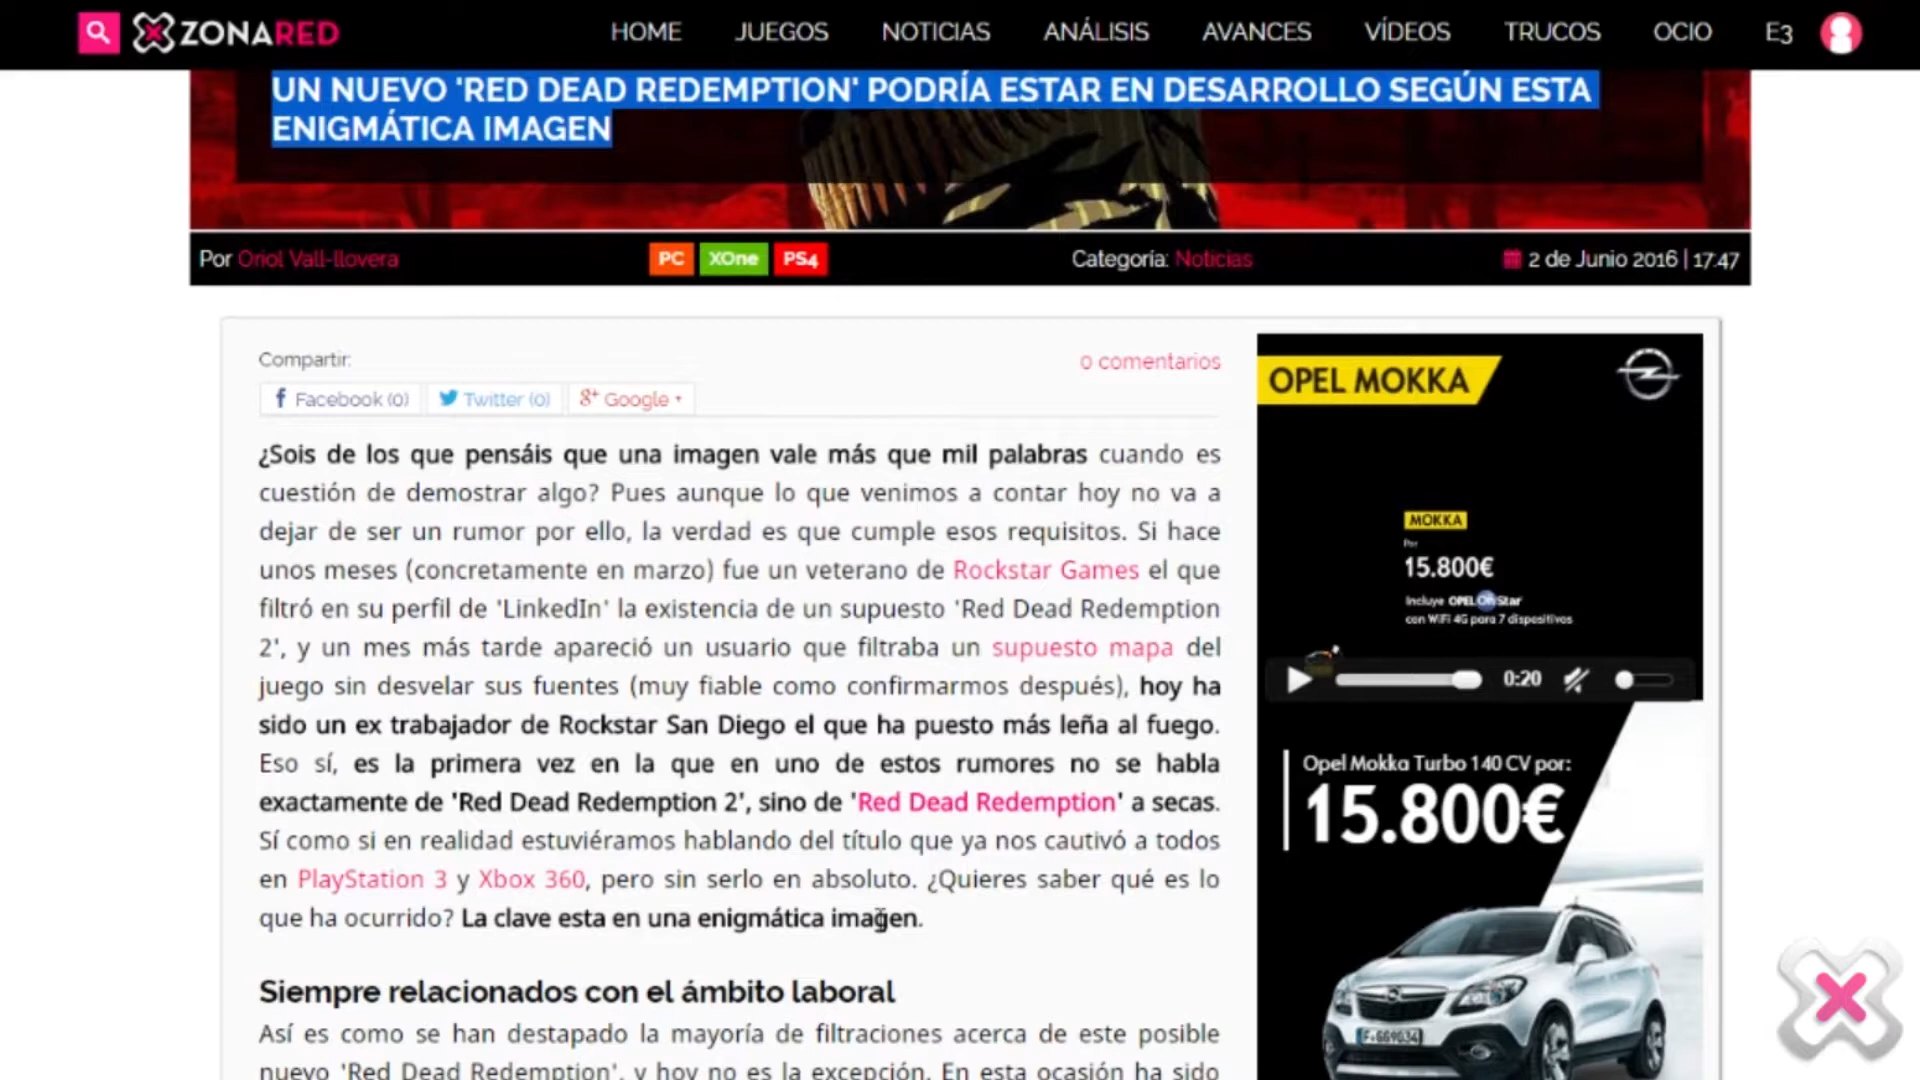 ZONARED
HOME JUEGOS NOTICIAS ANÁLISIS AVANCES VÍDEOS TRUCOS OCIO E3
UN NUEVO 'RED DEAD REDEMPTION' PODRÍA ESTAR EN DESARROLLO SEGÚN ESTA
ENIGMÁTICA IMAGEN
Por Oriol Vall-llovera PC XOne PS4 Categoría: Noticias 2 de Junio 2016 | 17:47
Compartir: 0 comentarios
Facebook (0) Twitter (0) Google +
¿Sois de los que pensáis que una imagen vale más que mil palabras cuando es
cuestión de demostrar algo? Pues aunque lo que venimos a contar hoy no va a
dejar de ser un rumor por ello, la verdad es que cumple esos requisitos. Si hace
unos meses (concretamente en marzo) fue un veterano de Rockstar Games el que
filtró en su perfil de 'LinkedIn' la existencia de un supuesto 'Red Dead Redemption
2', y un mes más tarde apareció un usuario que filtraba un supuesto mapa del
juego sin desvelar sus fuentes (muy fiable como confirmarmos después), hoy ha
sido un ex trabajador de Rockstar San Diego el que ha puesto más leña al fuego.
Eso sí, es la primera vez en la que en uno de estos rumores no se habla
exactamente de 'Red Dead Redemption 2', sino de 'Red Dead Redemption' a secas.
Sí como si en realidad estuviéramos hablando del título que ya nos cautivó a todos
en PlayStation 3 y Xbox 360, pero sin serlo en absoluto. ¿Quieres saber qué es lo
que ha ocurrido? La clave esta en una enigmática imagen.
Siempre relacionados con el ámbito laboral
Así es como se han destapado la mayoría de filtraciones acerca de este posible
nuevo 'Red Dead Redemption', y hoy no es la excepción. En esta ocasión ha sido
OPEL MOKKA
MOKKA
Por
15.800€
Incluye OPEL OnStar
con WiFi 4G para 7 dispositivos
0:20
Opel Mokka Turbo 140 CV por:
15.800€